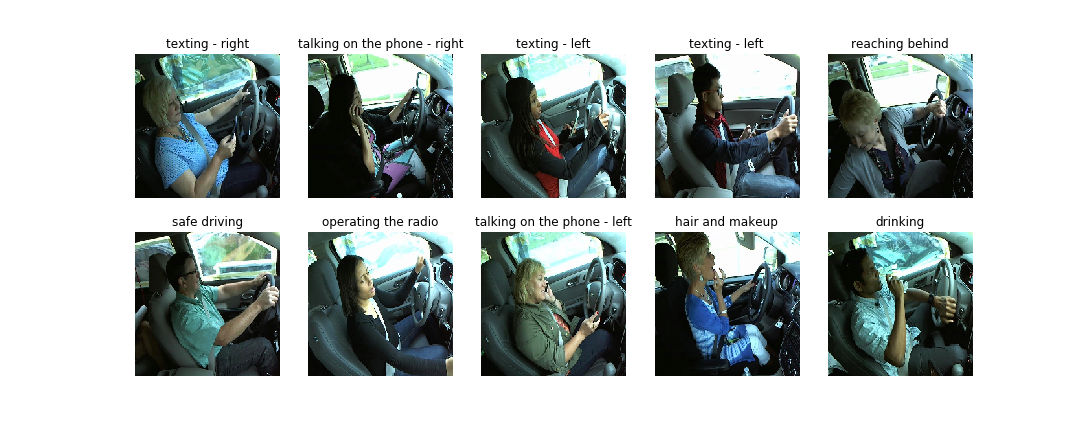 texting - right
talking on the phone - right
texting - left
texting - left
reaching behind
safe driving
operating the radio
talking on the phone - left
hair and makeup
drinking